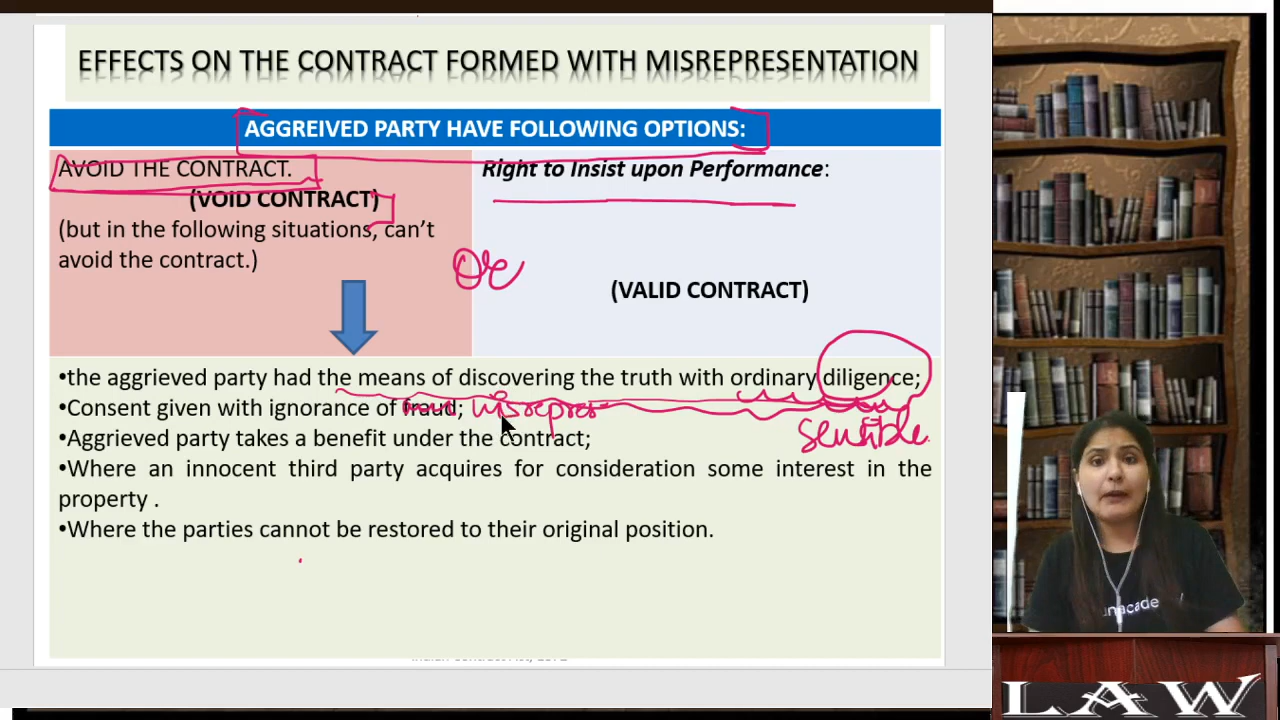 EFFECTS ON THE CONTRACT FORMED WITH MISREPRESENTATION
AGGREIVED PARTY HAVE FOLLOWING OPTIONS:
AVOID THE CONTRACT.
(VOID CONTRACT)
(but in the following situations, can't
avoid the contract.)
Right to Insist upon Performance:
Or
(VALID CONTRACT)
•the aggrieved party had the means of discovering the truth with ordinary diligence;
•Consent given with ignorance of fraud; misrepres
sensible
•Aggrieved party takes a benefit under the contract;
•Where an innocent third party acquires for consideration some interest in the
property .
•Where the parties cannot be restored to their original position.
unacade
LAW